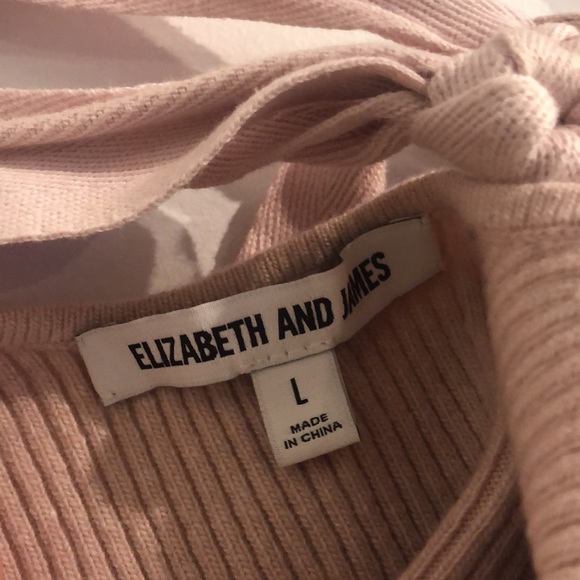 ELIZABETH AND JAMES
L
MADE
IN CHINA